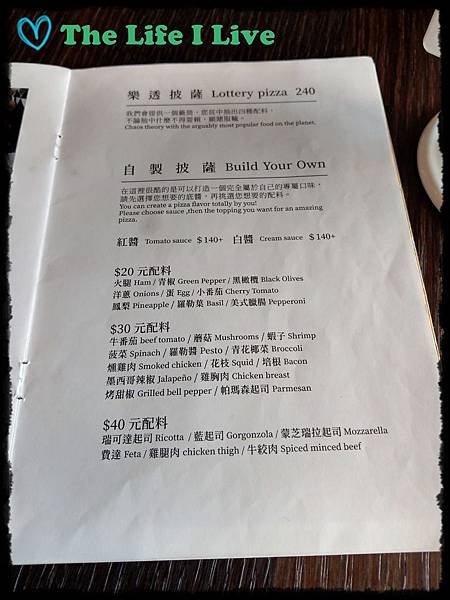 The Life I Live
樂透披薩 Lottery pizza 240
我們會提供一個籤筒，您從中抽出四種配料，
不論抽中什麼不得耍賴，願賭服輸。
Chaos theory with the arguably most popular food on the planet.
自製披薩 Build Your Own
在這裡很酷的是可以打造一個完全屬於自己的專屬口味，
請先選擇您想要的底醬，再挑選您想要的配料。
You can create a pizza flavor totally by you!
Please choose sauce ,then the topping you want for an amazing
pizza.
紅醬 Tomato sauce $140+ 白醬 Cream sauce $140+
$20 元配料
火腿 Ham / 青椒 Green Pepper / 黑橄欖 Black Olives
洋蔥 Onions / 蛋 Egg / 小番茄 Cherry Tomato
鳳梨 Pineapple / 羅勒葉 Basil / 美式臘腸 Pepperoni
$30 元配料
牛番茄 beef tomato / 蘑菇 Mushrooms / 蝦子 Shrimp
菠菜 Spinach / 羅勒醬 Pesto / 青花椰菜 Broccoli
燻雞肉 Smoked chicken / 花枝 Squid / 培根 Bacon
墨西哥辣椒 Jalapeño / 雞胸肉 Chicken breast
烤甜椒 Grilled bell pepper / 帕瑪森起司 Parmesan
$40 元配料
瑞可達起司 Ricotta / 藍起司 Gorgonzola / 蒙芝瑞拉起司 Mozzarella
費達 Feta / 雞腿肉 chicken thigh / 牛絞肉 Spiced minced beef